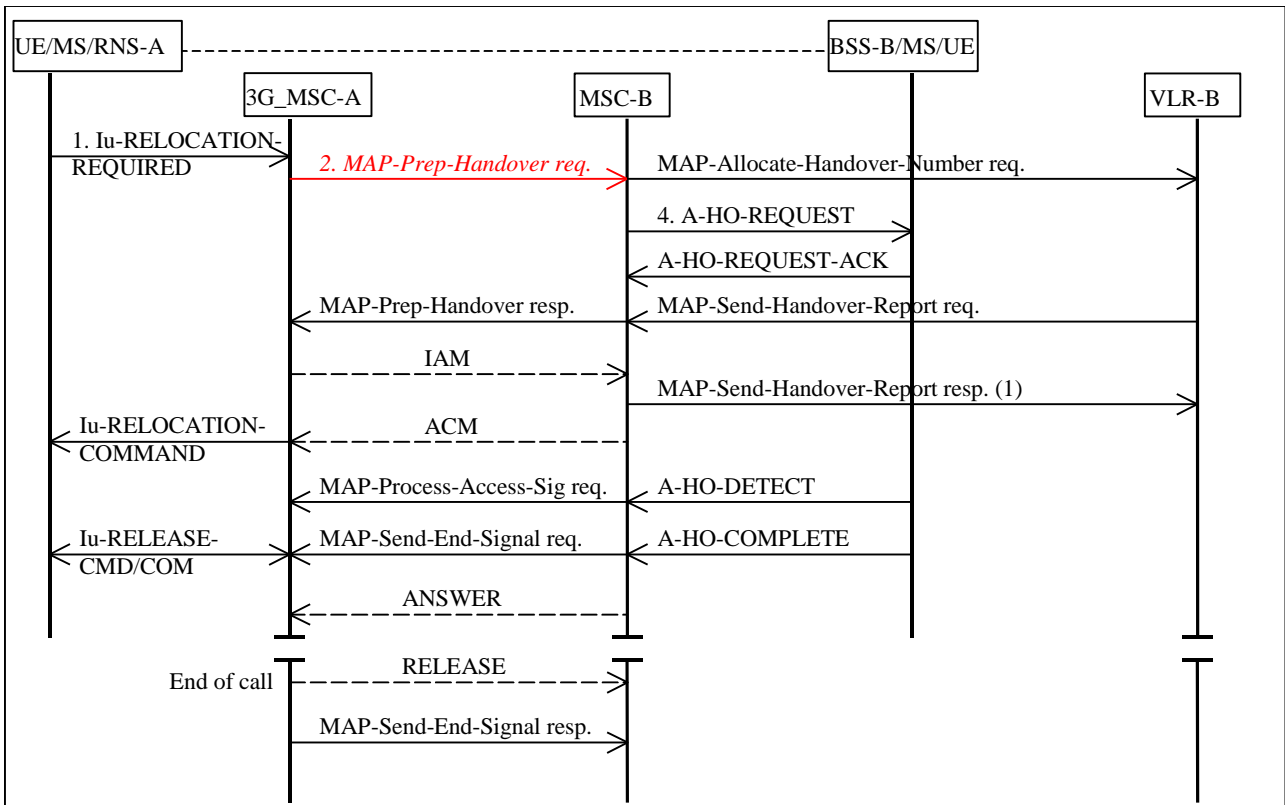 UE/MS/RNS-A
BSS-B/MS/UE
3G_MSC-A
MSC-B
VLR-B
1. Iu-RELOCATION-
REQUIRED
2. MAP-Prep-Handover req.
MAP-Allocate-Handover-Number req.
4. A-HO-REQUEST
A-HO-REQUEST-ACK
MAP-Prep-Handover resp.
MAP-Send-Handover-Report req.
IAM
MAP-Send-Handover-Report resp. (1)
Iu-RELOCATION-
COMMAND
ACM
MAP-Process-Access-Sig req.
A-HO-DETECT
Iu-RELEASE-
CMD/COM
MAP-Send-End-Signal req.
A-HO-COMPLETE
ANSWER
RELEASE
End of call
MAP-Send-End-Signal resp.